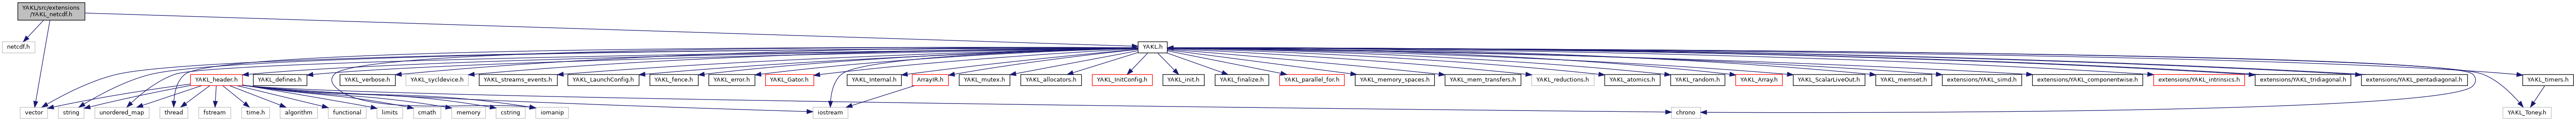 YAKL/src/extensions
/YAKL_netcdf.h
netcdf.h
YAKL.h
YAKL_header.h
YAKL_defines.h
YAKL_verbose.h
YAKL_sycldevice.h
YAKL_streams_events.h
YAKL_LaunchConfig.h
YAKL_fence.h
YAKL_error.h
YAKL_Gator.h
YAKL_Internal.h
ArrayIR.h
YAKL_mutex.h
YAKL_allocators.h
YAKL_InitConfig.h
YAKL_init.h
YAKL_finalize.h
YAKL_parallel_for.h
YAKL_memory_spaces.h
YAKL_mem_transfers.h
YAKL_reductions.h
YAKL_atomics.h
YAKL_random.h
YAKL_Array.h
YAKL_ScalarLiveOut.h
YAKL_memset.h
extensions/YAKL_simd.h
extensions/YAKL_componentwise.h
extensions/YAKL_intrinsics.h
extensions/YAKL_tridiagonal.h
extensions/YAKL_pentadiagonal.h
YAKL_timers.h
vector
string
unordered_map
thread
fstream
time.h
algorithm
functional
limits
cmath
memory
cstring
iomanip
iostream
chrono
YAKL_Toney.h